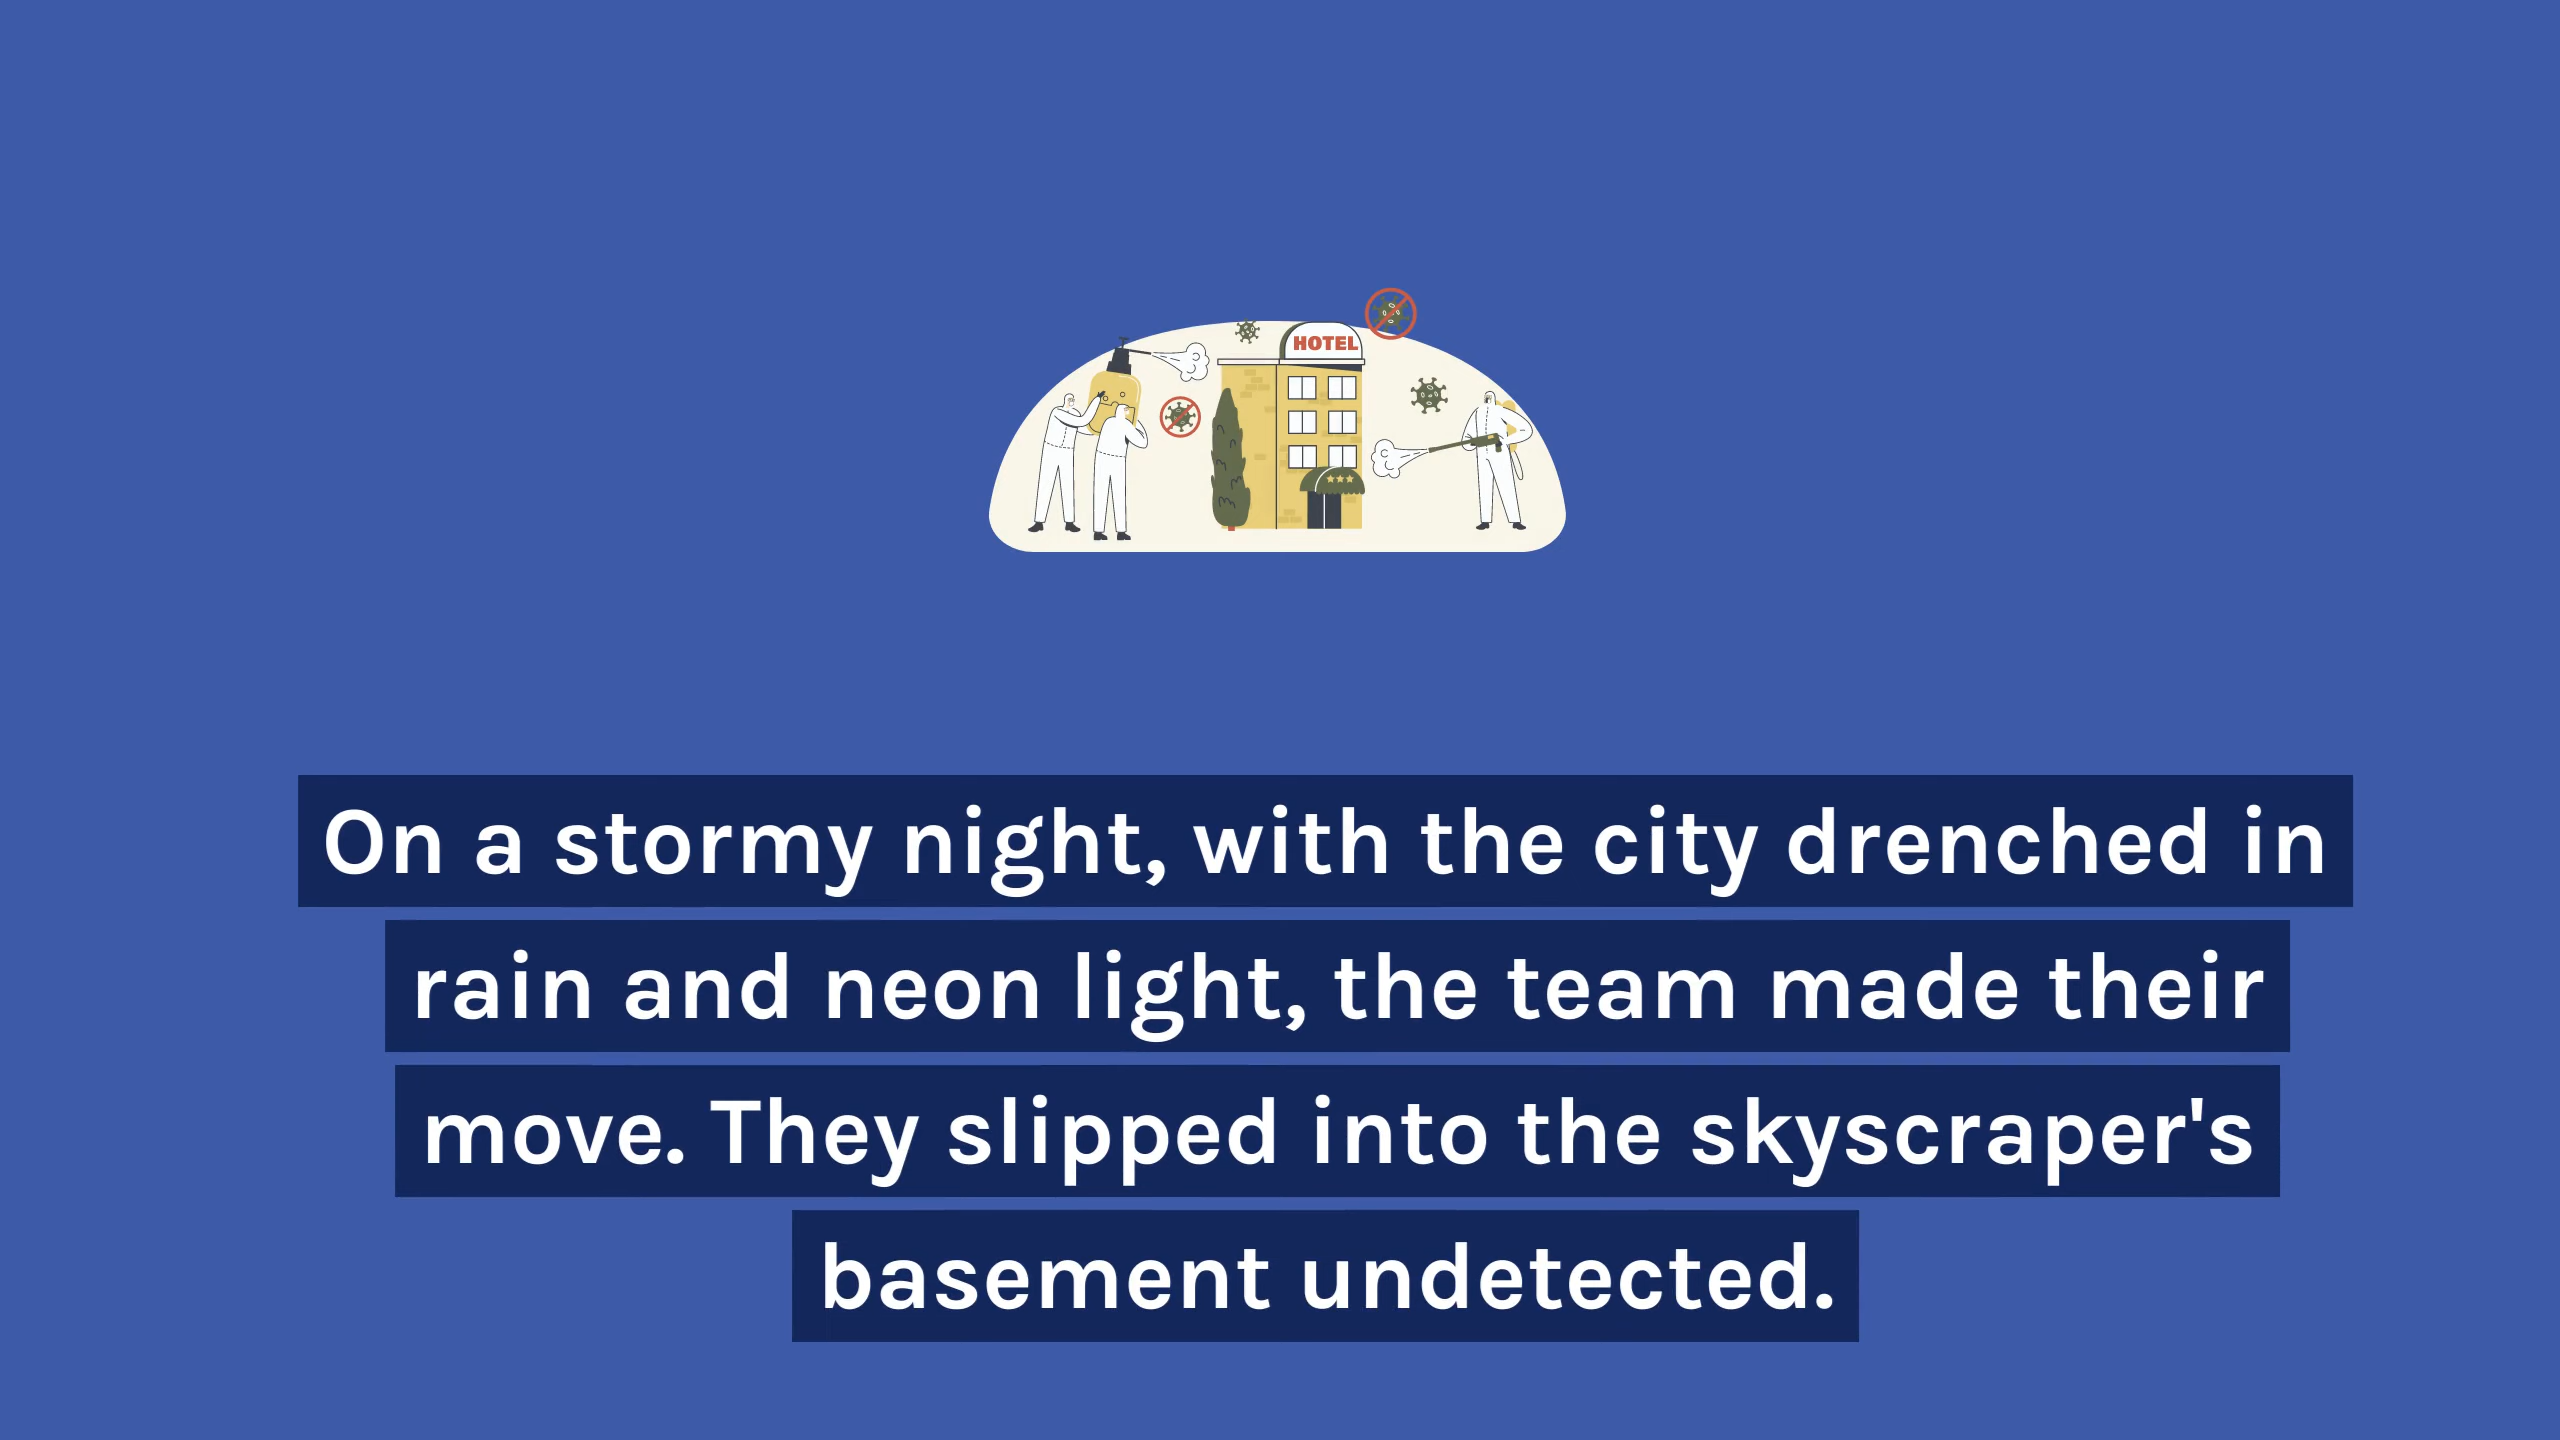 HOTEL
On a stormy night, with the city drenched in
rain and neon light, the team made their
move. They slipped into the skyscraper's
basement undetected.